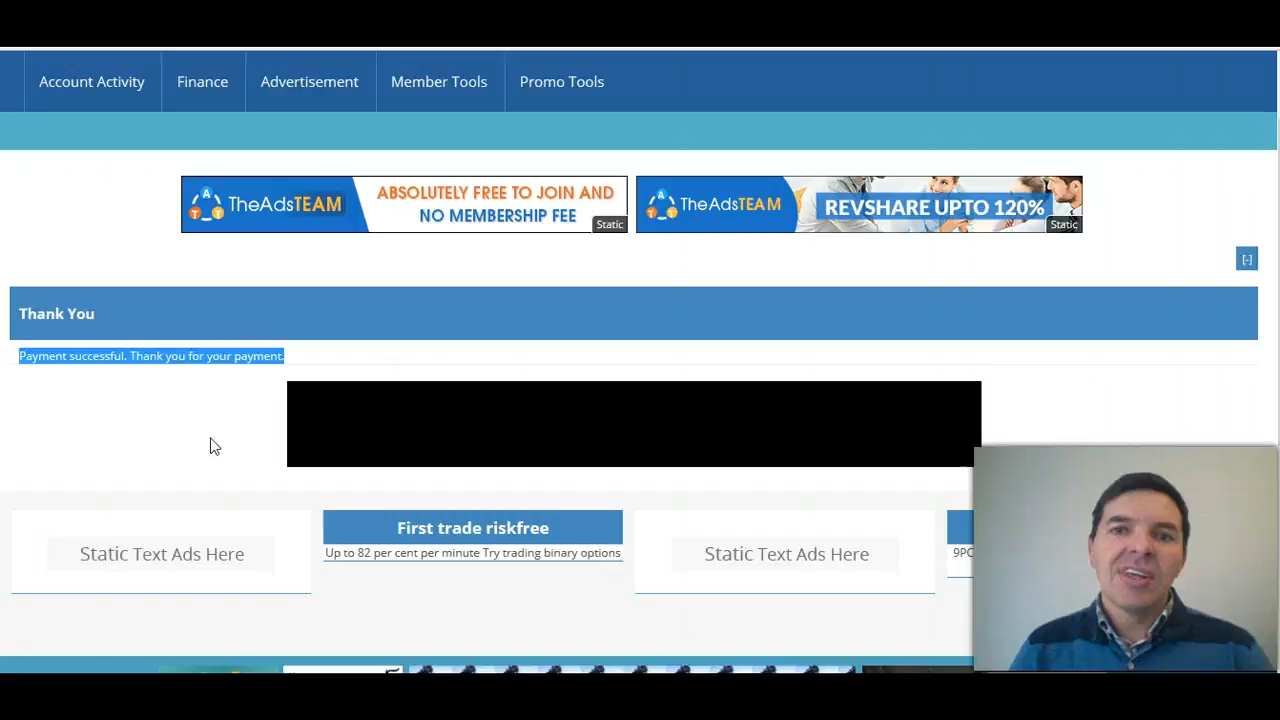 Account Activity
Finance
Advertisement
Member Tools
Promo Tools
TheAdsTEAM
ABSOLUTELY FREE TO JOIN AND
NO MEMBERSHIP FEE
Static
TheAdsTEAM
REVSHARE UPTO 120%
Static
[-]
Thank You
Payment successful. Thank you for your payment.
Static Text Ads Here
First trade riskfree
Up to 82 per cent per minute Try trading binary options
Static Text Ads Here